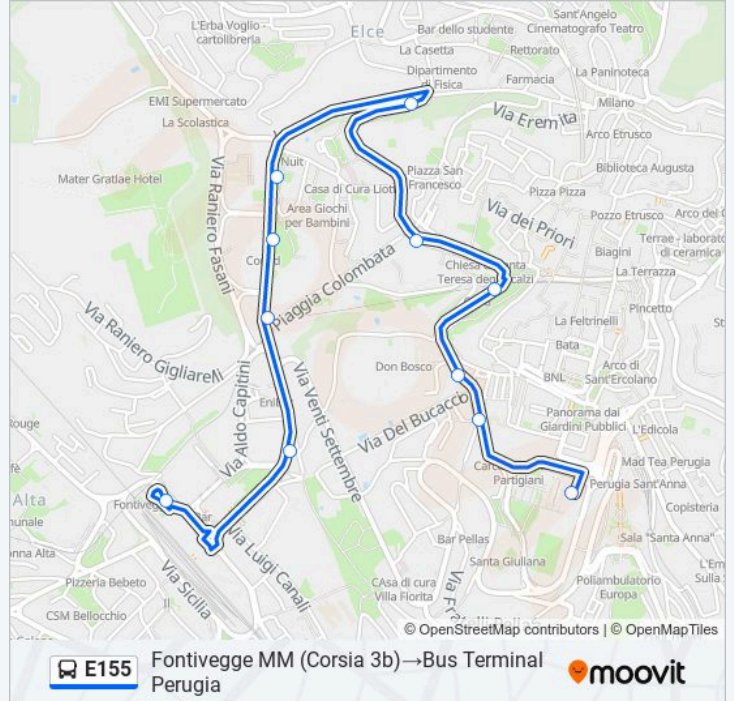 Sant'Angelo
L'Erba Voglio -
cartolibreria
Elce
Bar dello studente
Cinematografo Teatro
La Casetta
Rettorato
Dipartimento
di Fisica
Farmacia
La Paninoteca
EMI Supermercato
Milano
La Scolastica
Via Eremita
Arco Etrusco
Nuit
Piazza San
Francesco
Biblioteca Augusta
Mater Gratiae Hotel
Casa di Cura Liotti
Pizza Pizza
Via Raniero Fasani
Area Giochi
per Bambini
Via dei Priori
Pozzo Etrusco
Arco dei
Terrae - laborato
di ceramica
Biagini
Piaggia Colombata
Teresa degli Scalzi
La Terrazza
Pincetto
La Feltrinelli
Via Raniero Gigliarelli
Bata
Don Bosco
BNL
Arco di
Sant'Ercolano
Via Aldo Capitini
Via Venti Settembre
Via Del Bucaccio
Panorama dai
Giardini Pubblici
L'Edicola
Mad Tea Perugia
Partigiani
Perugia Sant'Anna
Alta
Copisteria
Via Luigi Canali
Bar Pellas
Sala "Santa Anna"
Santa Giuliana
Via Sicilia
Pizzeria Bebeto
CAsa di cura
Villa Fiorita
Poliambulatorio
Europa
Il
CSM Bellocchio
© OpenStreetMap contributors | © OpenMapTiles
E155 Fontivegge MM (Corsia 3b)→Bus Terminal
Perugia
moovit